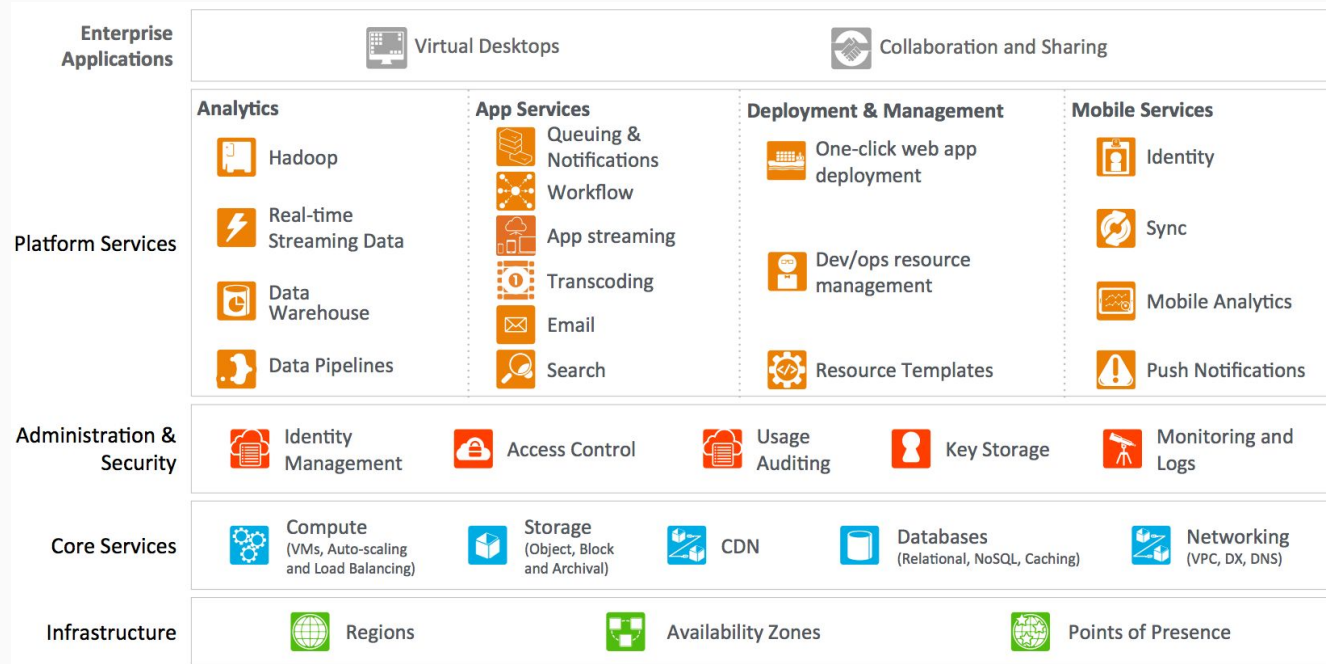 Enterprise
Applications
Virtual Desktops
Collaboration and Sharing
Platform Services
Analytics
Hadoop
Real-time
Streaming Data
Data
Warehouse
Data Pipelines
App Services
Queuing &
Notifications
Workflow
App streaming
Transcoding
1
Email
Search
Deployment & Management
One-click web app
deployment
Dev/ops resource
management
</>
Resource Templates
Mobile Services
Identity
Sync
Mobile Analytics
Push Notifications
Administration &
Security
Identity
Management
Access Control
Usage
Auditing
Key Storage
Monitoring and
Logs
Core Services
Compute
(VMs, Auto-scaling
and Load Balancing)
Storage
(Object, Block
and Archival)
CDN
Databases
(Relational, NoSQL, Caching)
Networking
(VPC, DX, DNS)
Infrastructure
Regions
Availability Zones
Points of Presence